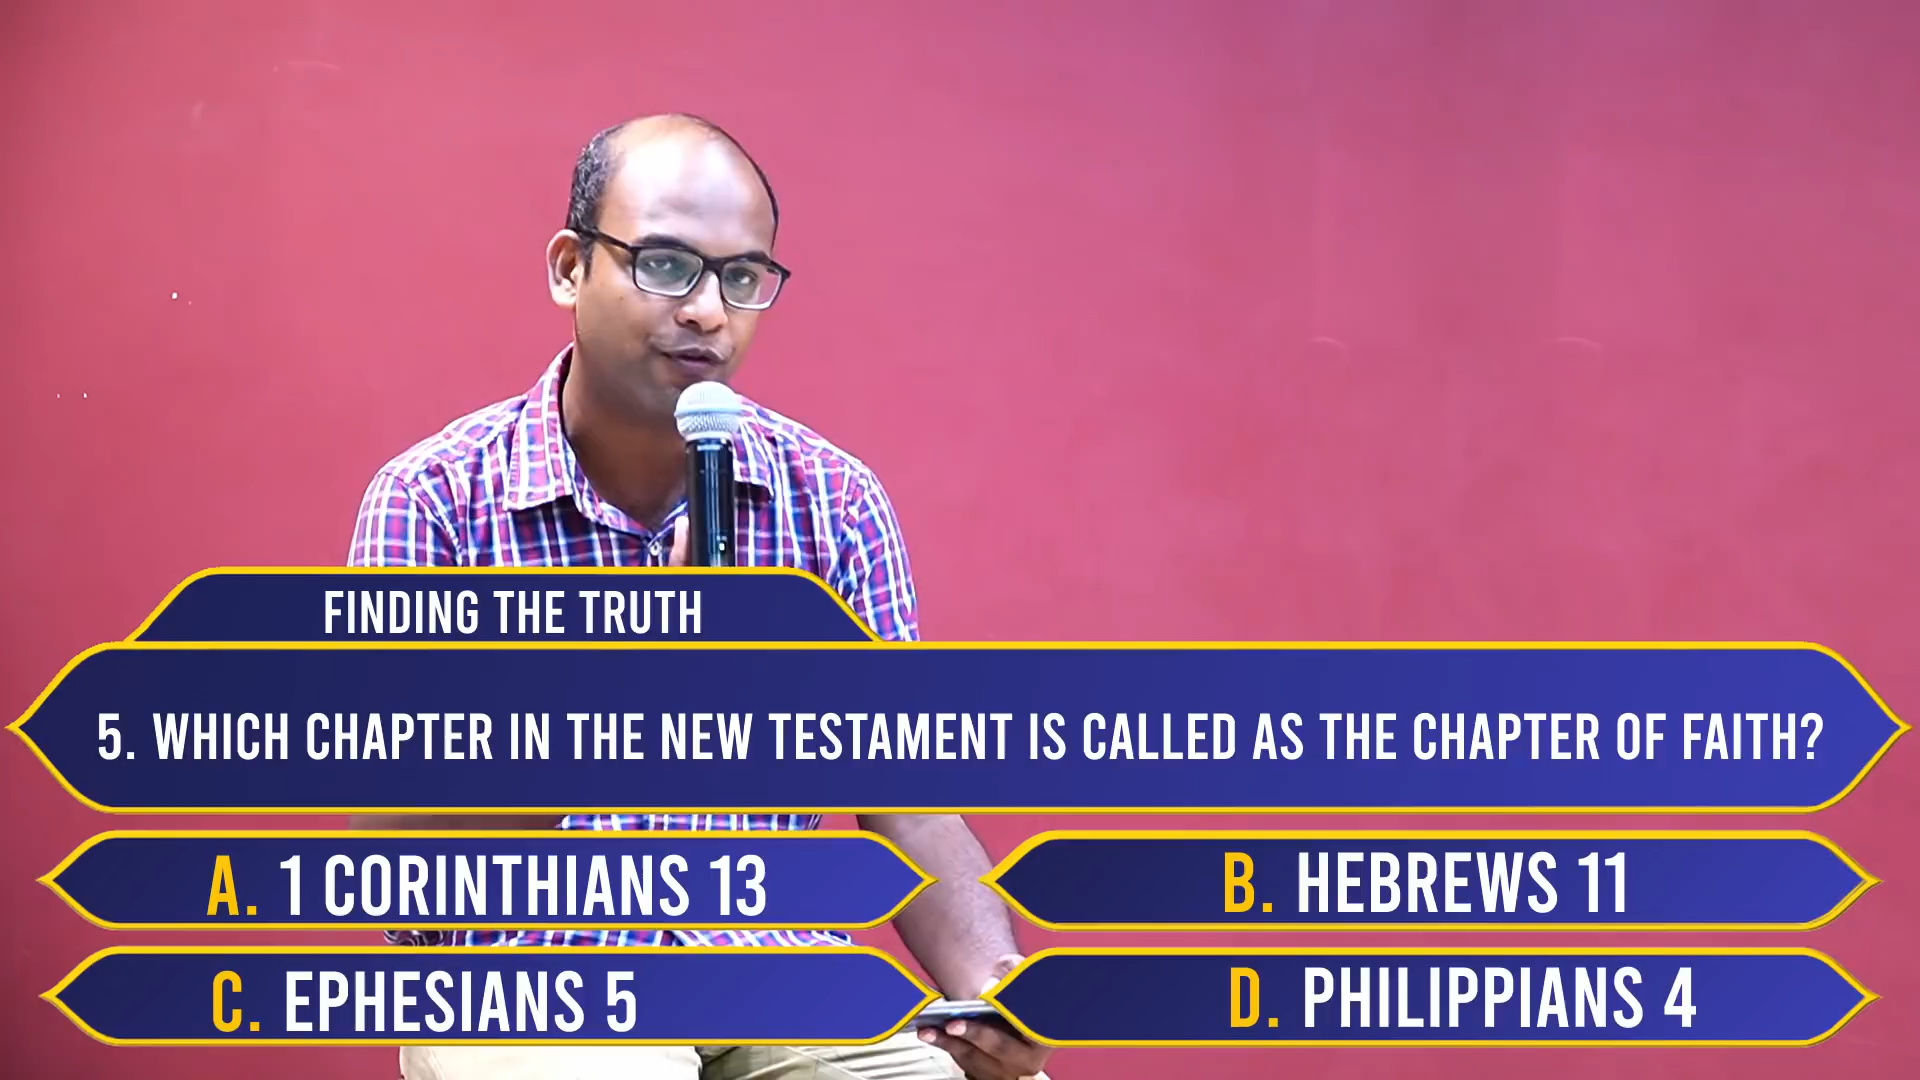 FINDING THE TRUTH
5. WHICH CHAPTER IN THE NEW TESTAMENT IS CALLED AS THE CHAPTER OF FAITH?
A. 1 CORINTHIANS 13
B. HEBREWS 11
C. EPHESIANS 5
D. PHILIPPIANS 4